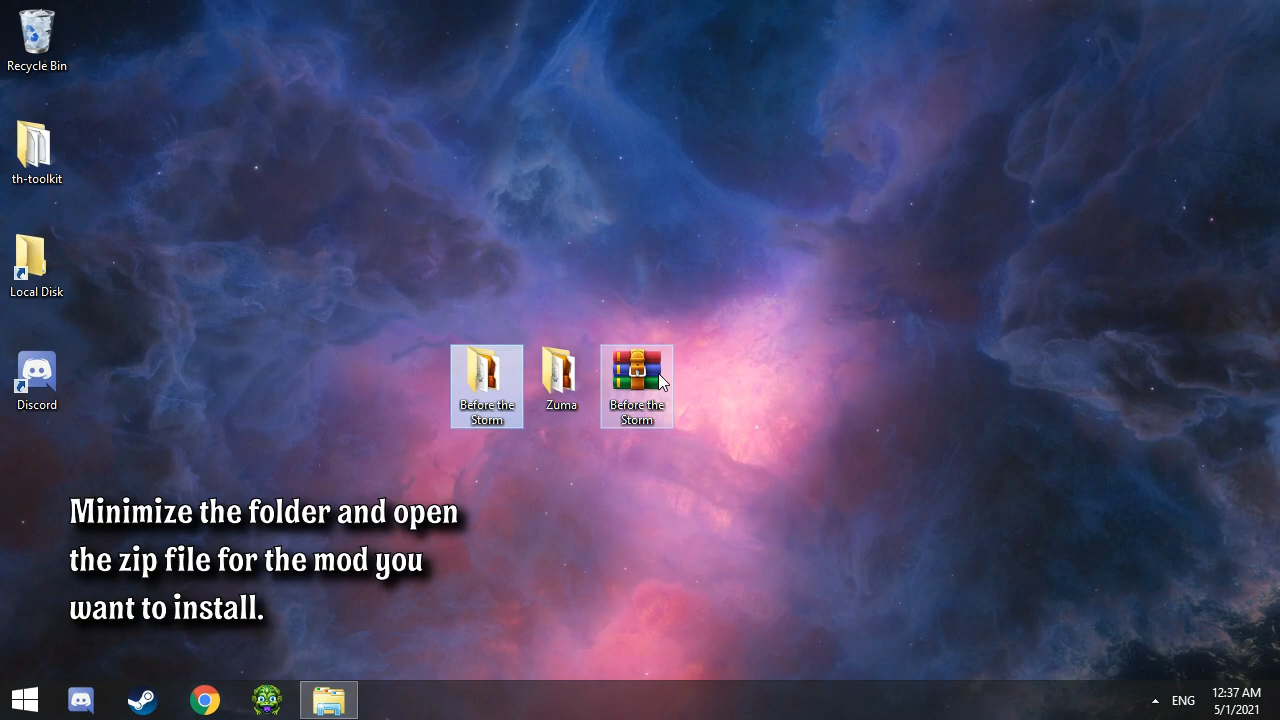 Recycle Bin
th-toolkit
Local Disk
Discord
Before the
Storm
Zuma
Before the
Storm
Minimize the folder and open
the zip file for the mod you
want to install.
ENG
12:37 AM
5/1/2021